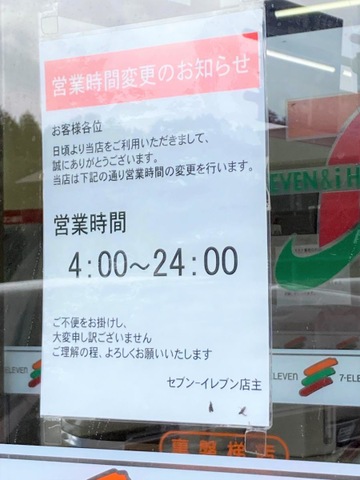 営業時間変更のお知らせ
お客様各位
日頃より当店をご利用いただきまして、
誠にありがとうございます。
当店は下記の通り営業時間の変更を行います。
営業時間
4:00～24:00
ご不便をお掛けし、
大変申し訳ございません
ご理解の程、よろしくお願いいたします
セブン-イレブン店主
EVEN&i H
ELEVEN
7-ELE